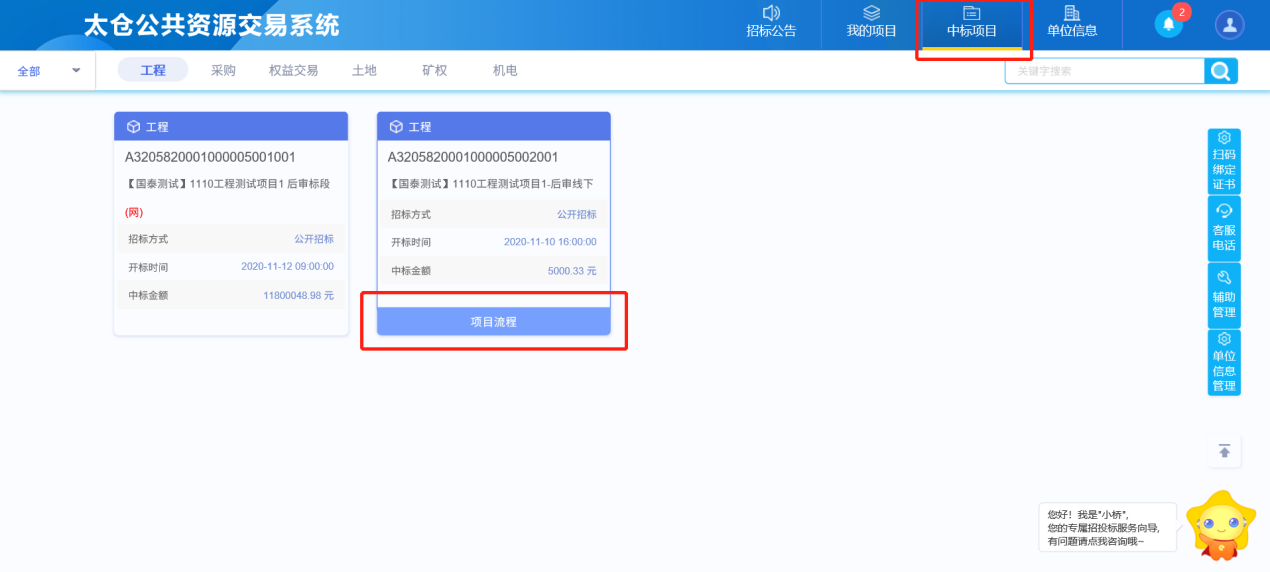 太仓公共资源交易系统
招标公告
我的项目
中标项目
单位信息
2
全部
工程
采购
权益交易
土地
矿权
机电
关键字搜索
工程
A3205820001000005001001
【国泰测试】1110工程测试项目1 后审标段
(网)
招标方式
公开招标
开标时间
2020-11-12 09:00:00
中标金额
11800048.98 元
工程
A3205820001000005002001
【国泰测试】1110工程测试项目1-后审线下
招标方式
公开招标
开标时间
2020-11-10 16:00:00
中标金额
5000.33 元
项目流程
扫码
绑定
证书
客服
电话
辅助
管理
单位
信息
管理
您好！我是"小桥",
您的专属招投标服务向导,
有问题请点我咨询哦~